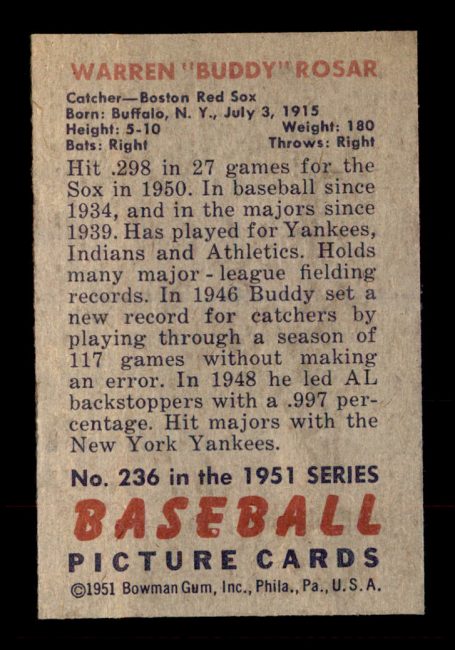 WARREN "BUDDY" ROSAR
Catcher—Boston Red Sox
Born: Buffalo, N. Y., July 3, 1915
Height: 5-10 Weight: 180
Bats: Right Throws: Right
Hit .298 in 27 games for the
Sox in 1950. In baseball since
1934, and in the majors since
1939. Has played for Yankees,
Indians and Athletics. Holds
many major - league fielding
records. In 1946 Buddy set a
new record for catchers by
playing through a season of
117 games without making
an error. In 1948 he led AL
backstoppers with a .997 per-
centage. Hit majors with the
New York Yankees.
No. 236 in the 1951 SERIES
BASEBALL
PICTURE CARDS
©1951 Bowman Gum, Inc., Phila., Pa., U. S. A.